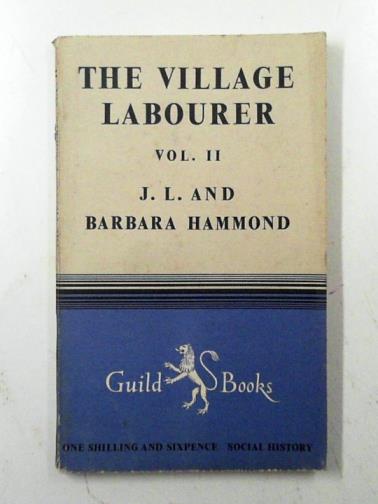 THE VILLAGE
LABOURER
VOL. II
J. L. AND
BARBARA HAMMOND
Guild Books
ONE SHILLING AND SIXPENCE SOCIAL HISTORY